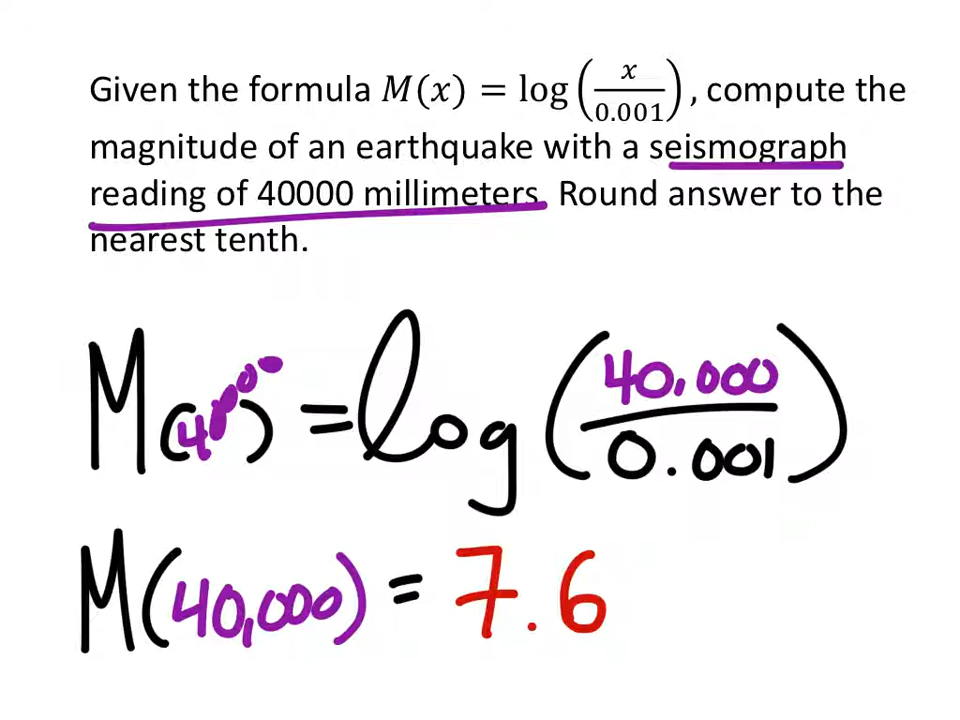 Given the formula M(x) = log(x/0.001), compute the
magnitude of an earthquake with a seismograph
reading of 40000 millimeters. Round answer to the
nearest tenth.
M(40000) = log(40,000/0.001)
M(40,000) = 7.6